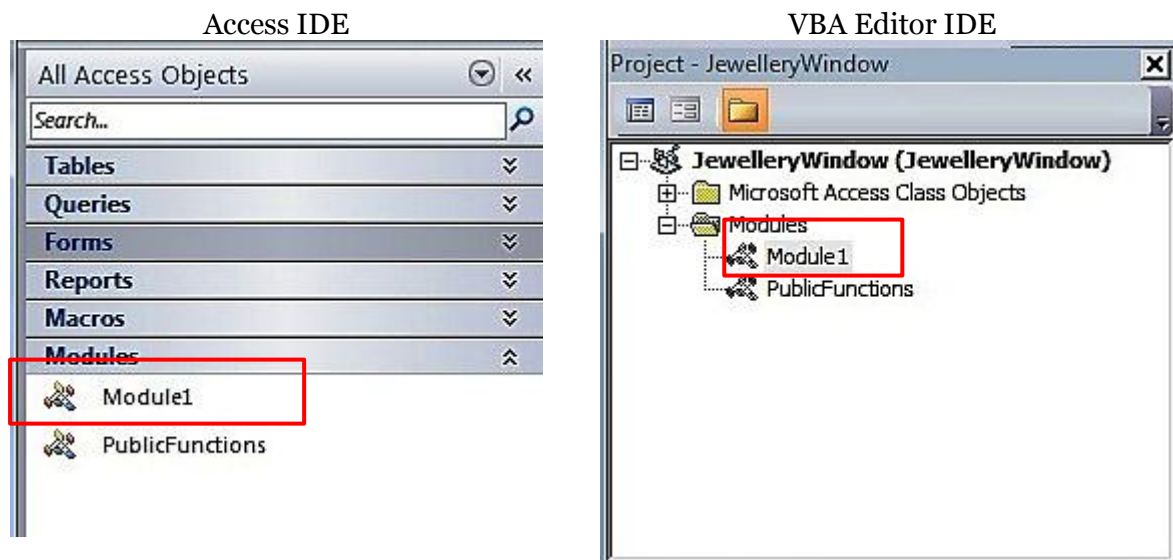 Access IDE
All Access Objects
Search...
Tables
Queries
Forms
Reports
Macros
Modules
Module1
PublicFunctions
VBA Editor IDE
Project - JewelleryWindow
JewelleryWindow (JewelleryWindow)
Microsoft Access Class Objects
Modules
Module1
PublicFunctions